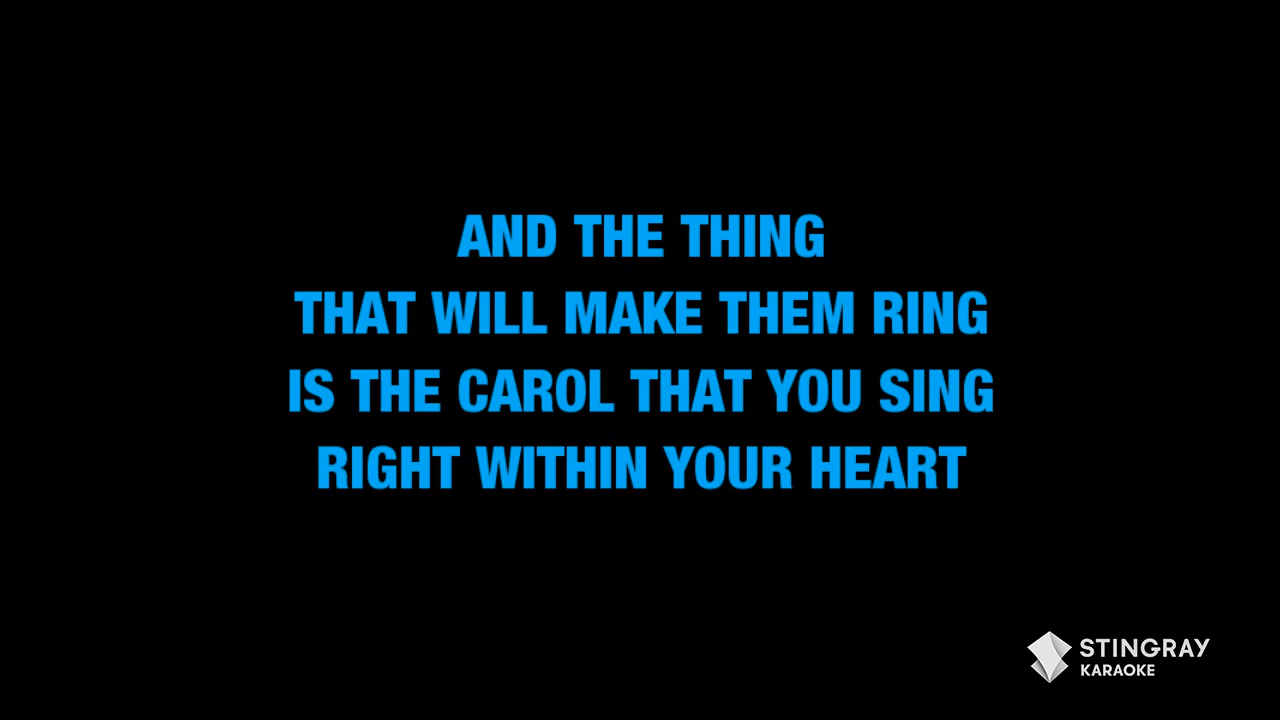 AND THE THING
THAT WILL MAKE THEM RING
IS THE CAROL THAT YOU SING
RIGHT WITHIN YOUR HEART
STINGRAY
KARAOKE